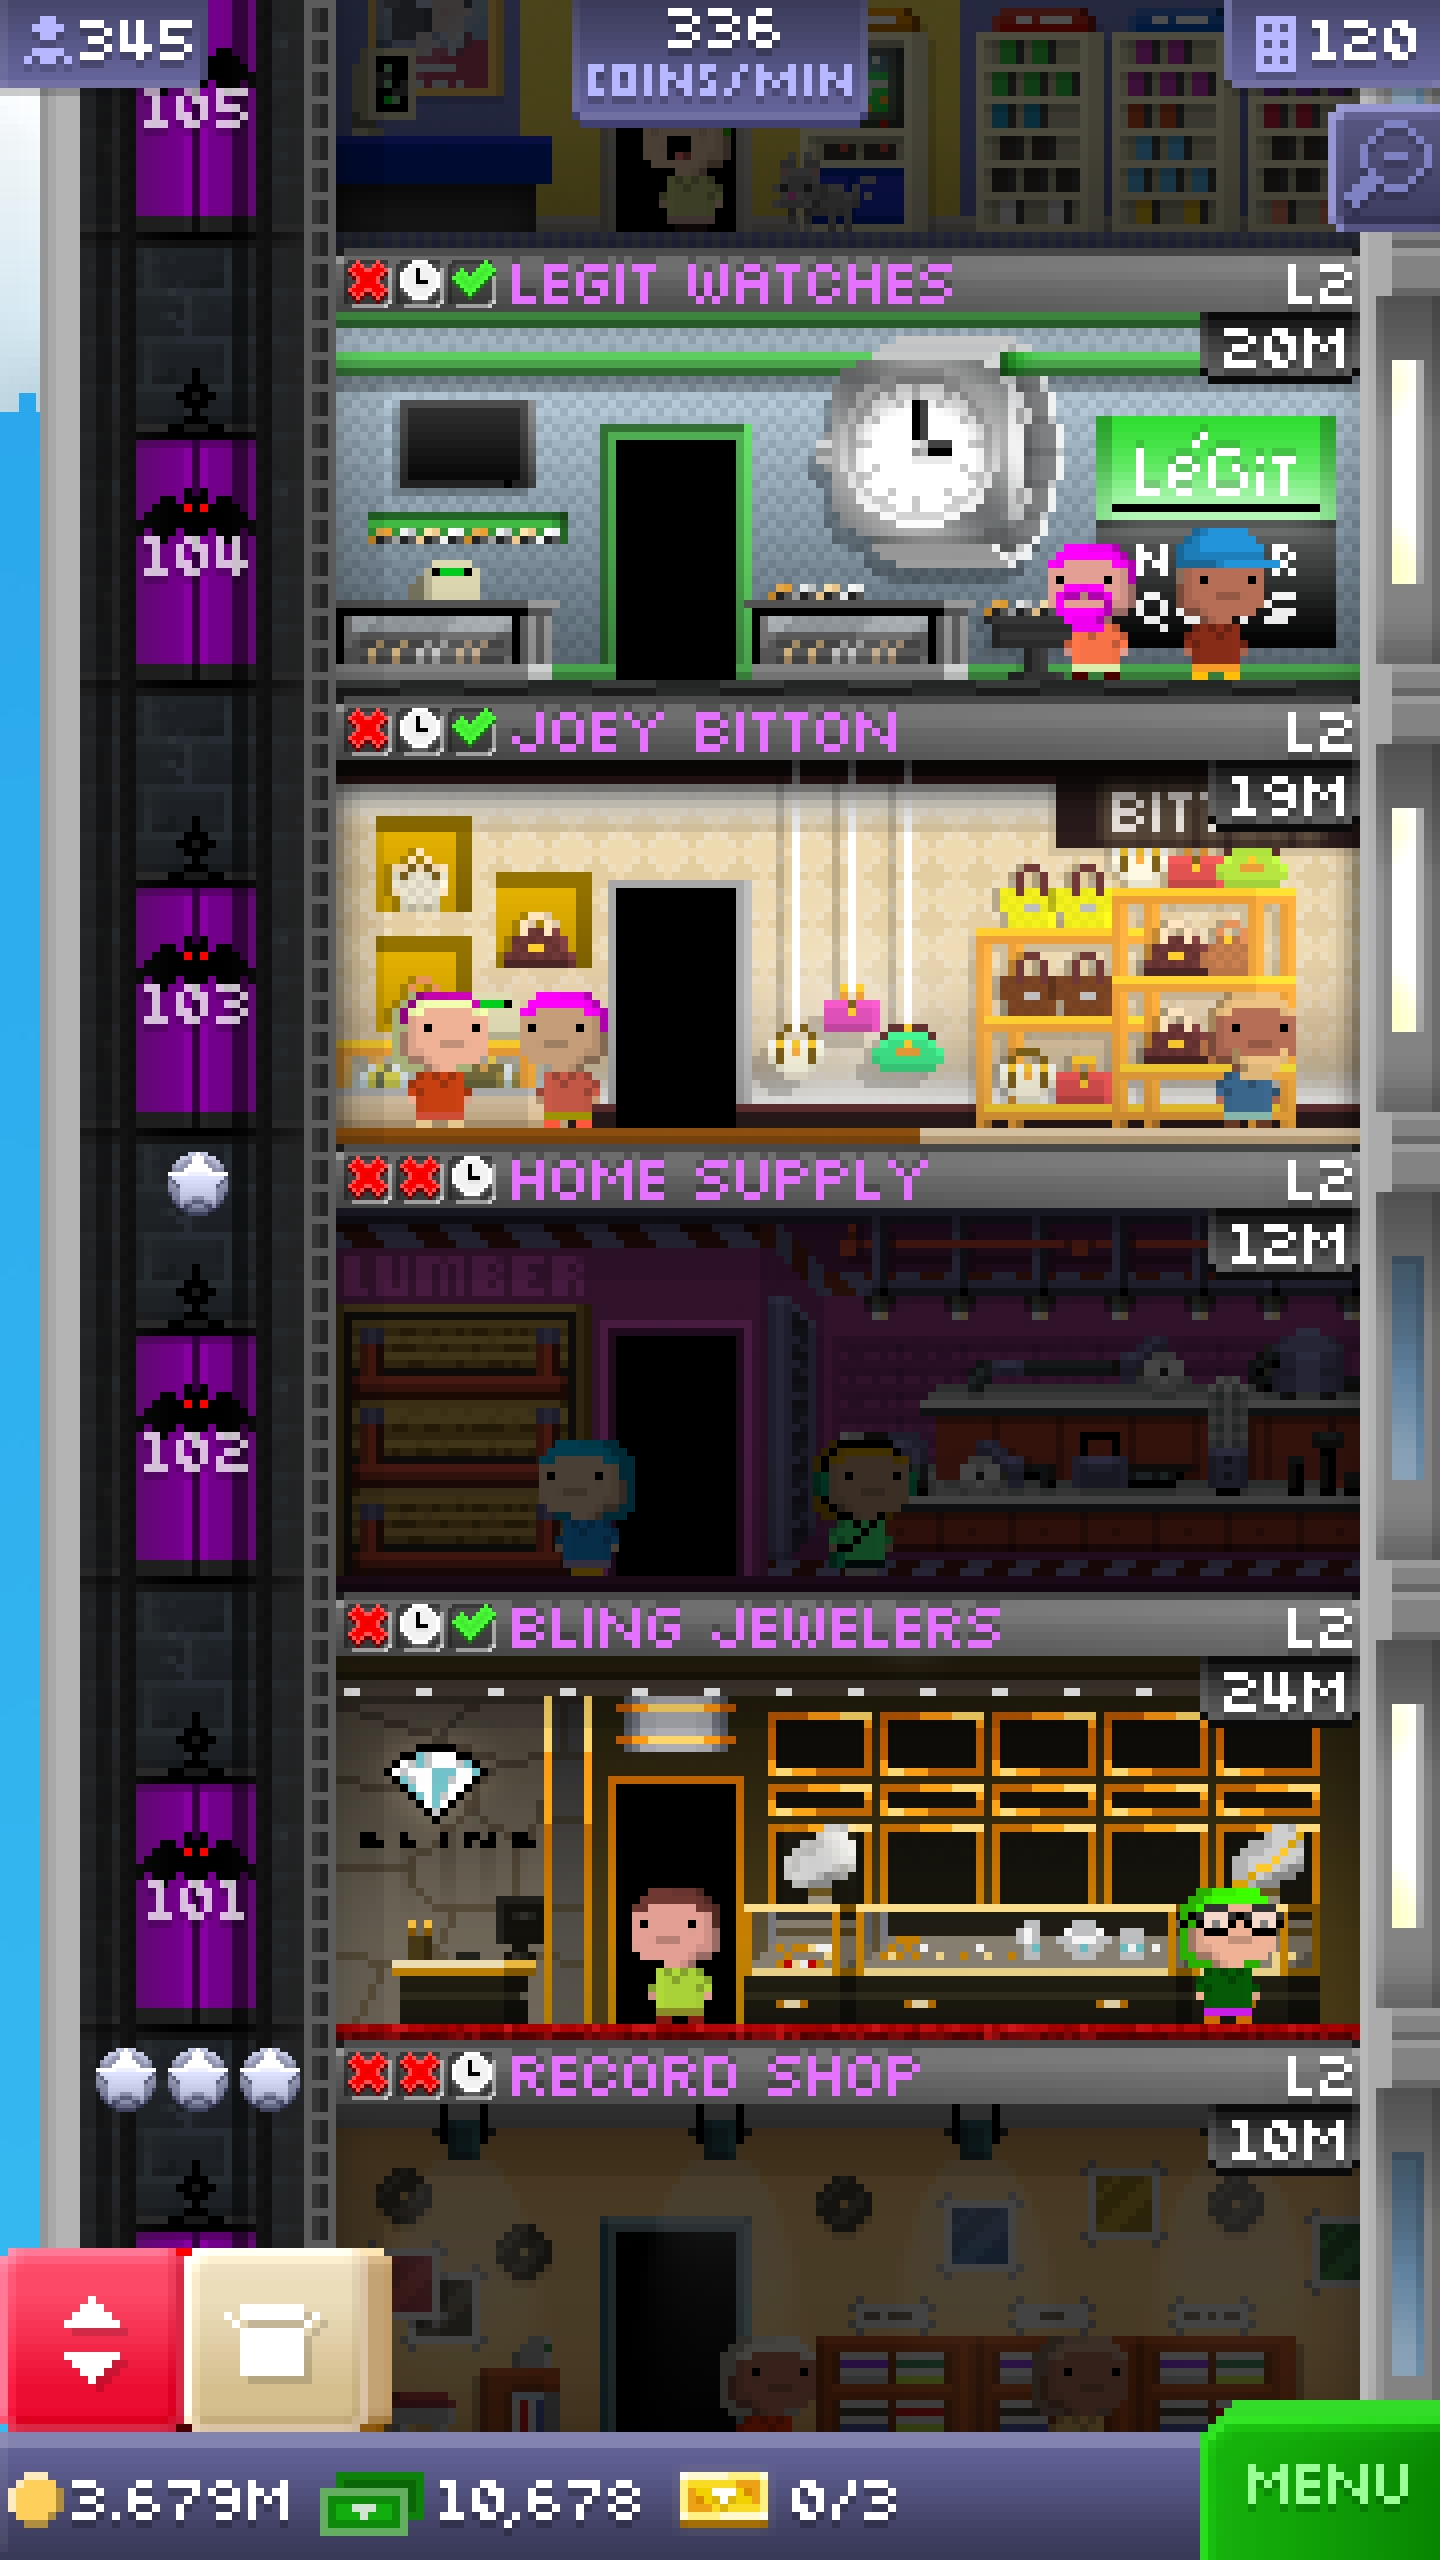 345
336
COINS/MIN
120
105
LEGIT WATCHES
L2
20M
LéGiT
104
JOEY BITTON
L2
19M
103
HOME SUPPLY
L2
12M
LUMBER
102
BLING JEWELERS
L2
24M
BLING
101
RECORD SHOP
L2
10M
3.679M
10,678
0/3
MENU